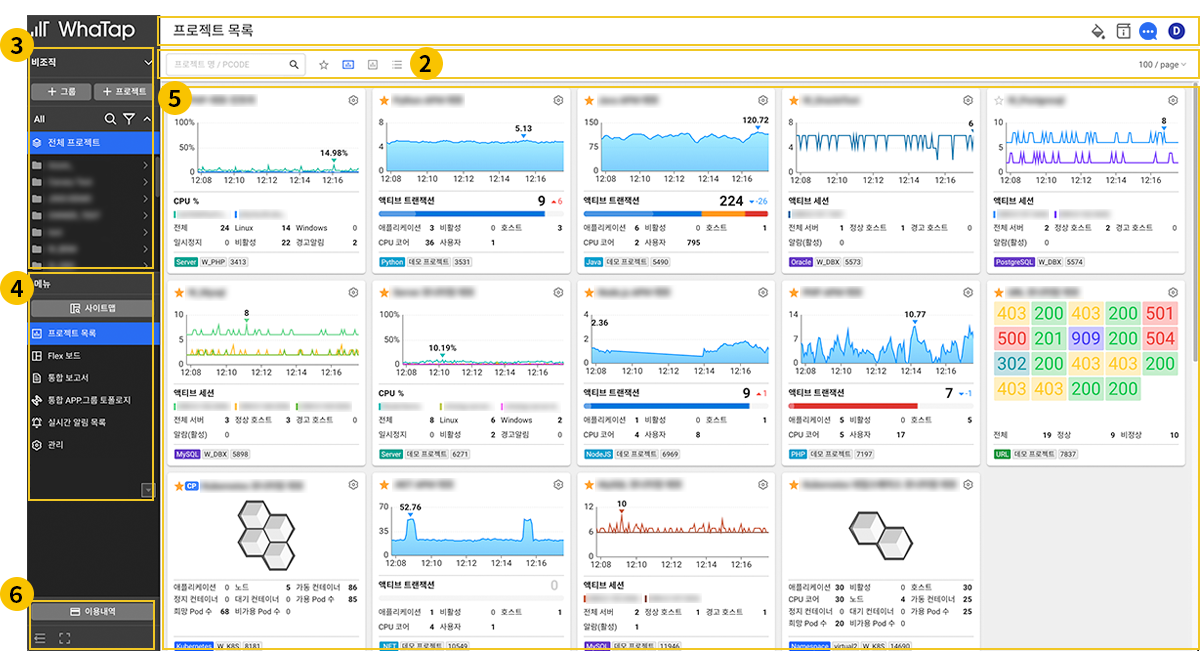 WhaTap
프로젝트 목록
D
3
비조직
프로젝트 명 / PCODE
2
100 / page
+ 그룹
+ 프로젝트
All
전체 프로젝트
4
메뉴
사이트맵
프로젝트 목록
Flex 보드
통합 보고서
통합 APP.그룹 토폴로지
실시간 알림 목록
관리
6
이용내역
5
100%
50%
0
14.98%
12:08 12:10 12:12 12:14 12:16
CPU %
전체 24 Linux 14 Windows 0
일시정지 0 비활성 22 경고알림 2
Server W_PHP 3413
8
4
0
5.13
12:08 12:10 12:12 12:14 12:16
액티브 트랜잭션 9 6
애플리케이션 3 비활성 0 호스트 3
CPU 코어 36 사용자 1
Python 데모 프로젝트 3531
150
75
0
120.72
12:08 12:10 12:12 12:14 12:16
액티브 트랜잭션 224 -26
애플리케이션 6 비활성 0 호스트 1
CPU 코어 2 사용자 795
Java 데모 프로젝트 5490
8
4
0
6
12:08 12:10 12:12 12:14 12:16
액티브 세션
전체 서버 1 정상 호스트 1 경고 호스트 0
알람(활성) 0
Oracle W_DBX 5573
10
5
0
8
12:08 12:10 12:12 12:14 12:16
액티브 세션
전체 서버 2 정상 호스트 2 경고 호스트 0
알람(활성) 0
PostgreSQL W_DBX 5574
10
5
0
8
12:08 12:10 12:12 12:14 12:16
액티브 세션
전체 서버 3 정상 호스트 3 경고 호스트 0
알람(활성) 0
MySQL W_DBX 5898
100%
50%
0
10.19%
12:08 12:10 12:12 12:14 12:16
CPU %
전체 8 Linux 6 Windows 2
일시정지 0 비활성 2 경고알림 2
Server 데모 프로젝트 6271
4
2
0
2.36
12:08 12:10 12:12 12:14 12:16
액티브 트랜잭션 9 1
애플리케이션 1 비활성 0 호스트 1
CPU 코어 4 사용자 8
NodeJS 데모 프로젝트 6969
14
7
0
10.77
12:08 12:10 12:12 12:14 12:16
액티브 트랜잭션 7 -1
애플리케이션 5 비활성 0 호스트 5
CPU 코어 5 사용자 17
PHP 데모 프로젝트 7197
403 200 403 200 501
500 201 909 200 504
302 200 403 403 200
403 403 200 200
전체 19 정상 9 비정상 10
URL 데모 프로젝트 7837
CP
애플리케이션 0 노드 5 가동 컨테이너 86
정지 컨테이너 0 대기 컨테이너 0 가용 Pod 수 85
희망 Pod 수 68 비가용 Pod 수 0
Kubernetes W_K8S 8181
70
35
0
52.76
12:08 12:10 12:12 12:14 12:16
액티브 트랜잭션 0
애플리케이션 1 비활성 0 호스트 1
CPU 코어 4 사용자 1
.NET 데모 프로젝트 10549
12
6
0
10
12:08 12:10 12:12 12:14 12:16
액티브 세션
전체 서버 2 정상 호스트 1 경고 호스트 1
알람(활성) 1
MySQL 데모 프로젝트 11946
애플리케이션 30 비활성 0 호스트 30
CPU 코어 30 노드 4 가동 컨테이너 25
정지 컨테이너 0 대기 컨테이너 0 가용 Pod 수 25
희망 Pod 수 20 비가용 Pod 수 0
Namespace virtual2 W_K8S 14690